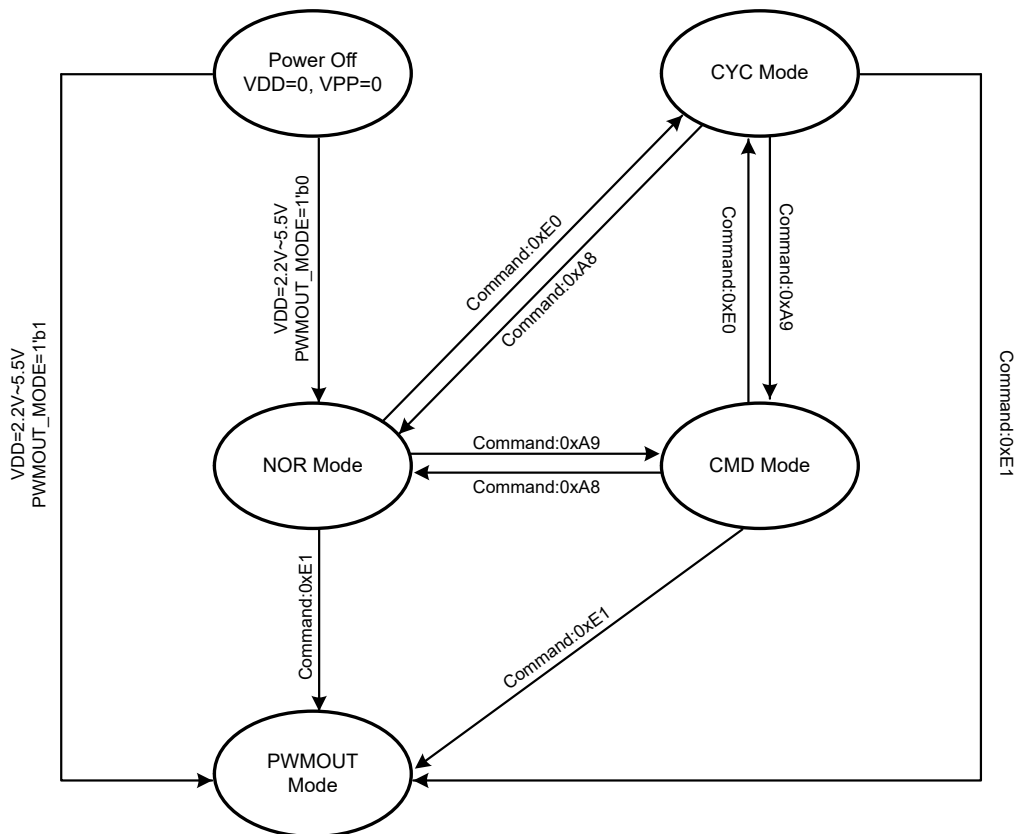 Power Off
VDD=0, VPP=0
CYC Mode
VDD=2.2V~5.5V
PWMOUT_MODE=1'b0
Command:0xE0
Command:0xA8
Command:0xE0
Command:0xA9
VDD=2.2V~5.5V
PWMOUT_MODE=1'b1
Command:0xE1
NOR Mode
Command:0xA9
Command:0xA8
CMD Mode
Command:0xE1
Command:0xE1
PWMOUT
Mode